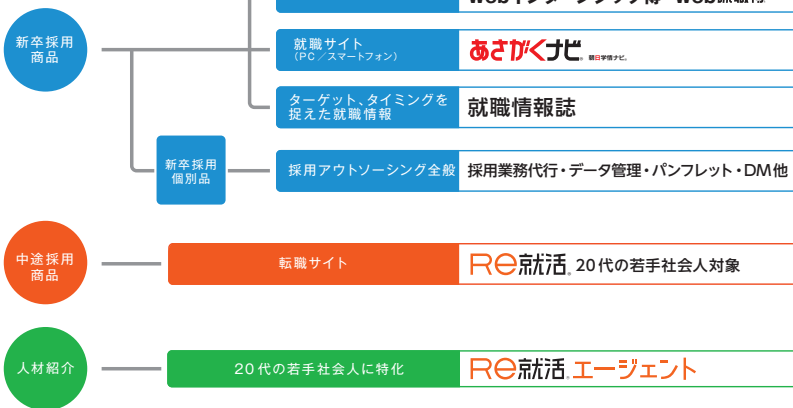 新卒採用
商品
就職サイト
(PC/スマートフォン)
あさがくナビ. 朝日学情ナビ.
ターゲット、タイミングを
捉えた就職情報
就職情報誌
新卒採用
個別品
採用アウトソーシング全般
採用業務代行・データ管理・パンフレット・DM他
中途採用
商品
転職サイト
Re就活. 20代の若手社会人対象
人材紹介
20代の若手社会人に特化
Re就活.エージェント